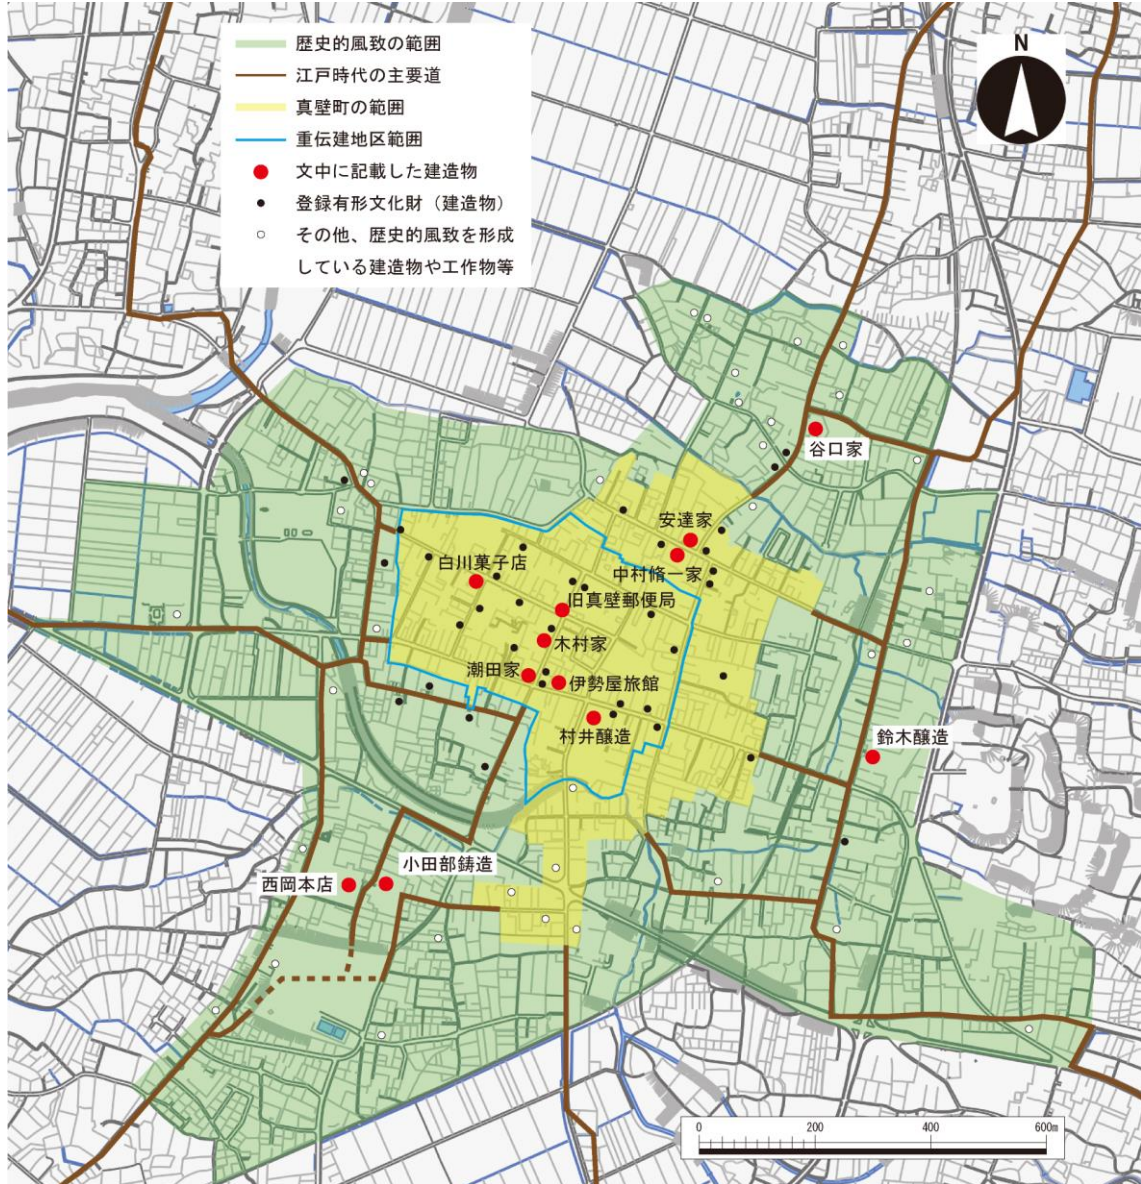 歴史的風致の範囲
江戸時代の主要道
真壁町の範囲
重伝建地区範囲
文中に記載した建造物
登録有形文化財（建造物）
その他、歴史的風致を形成
している建造物や工作物等
N
谷口家
安達家
中村脩一家
白川菓子店
旧真壁郵便局
木村家
潮田家
伊勢屋旅館
村井醸造
鈴木醸造
小田部鋳造
西岡本店
0 200 400 600m